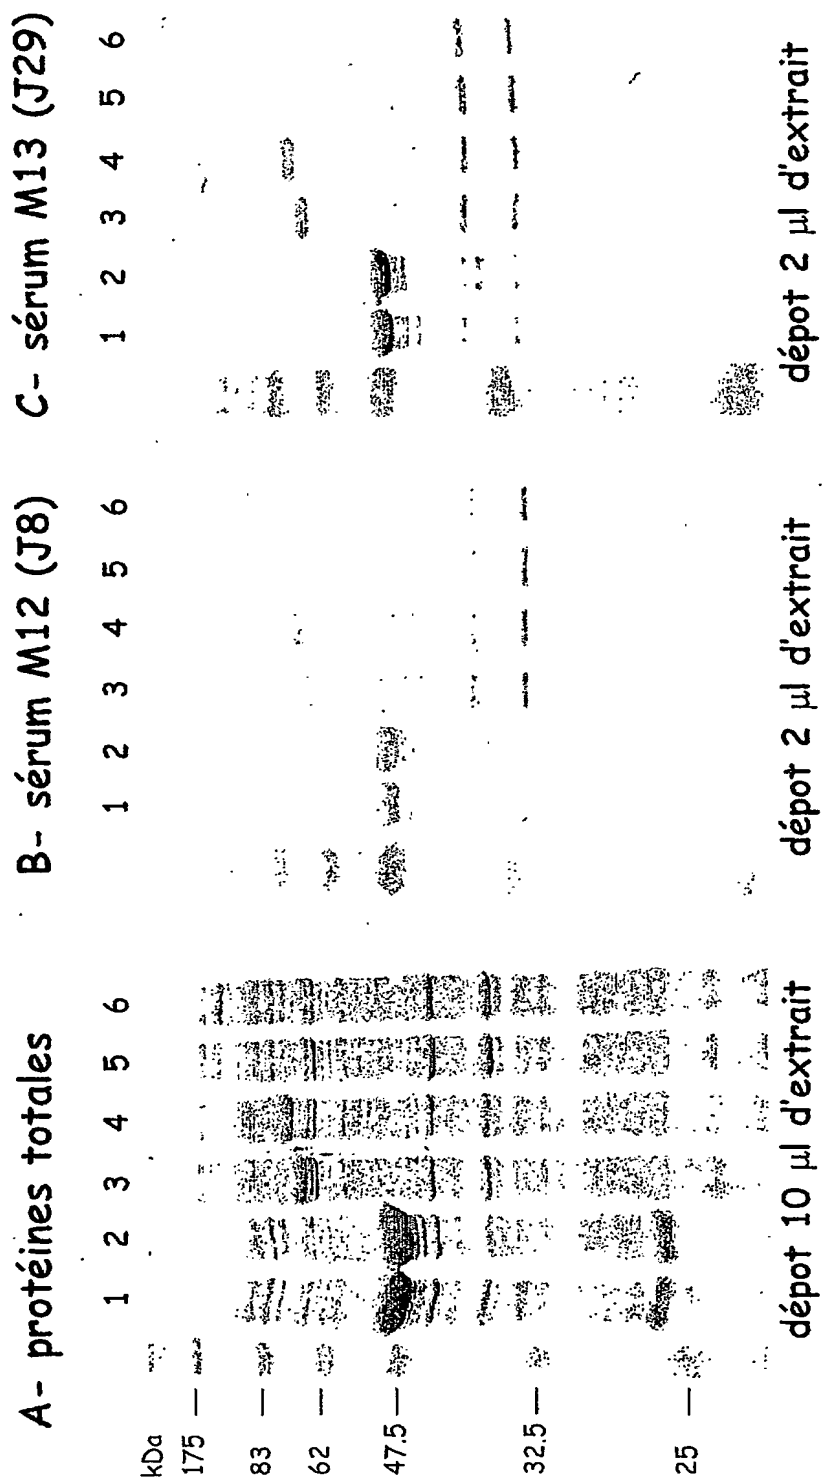 A- protéines totales
1 2 3 4 5 6
kDa
175
83
62
47.5
32.5
25
dépot 10 µl d'extrait
B- sérum M12 (J8)
1 2 3 4 5 6
dépot 2 µl d'extrait
C- sérum M13 (J29)
1 2 3 4 5 6
dépot 2 µl d'extrait